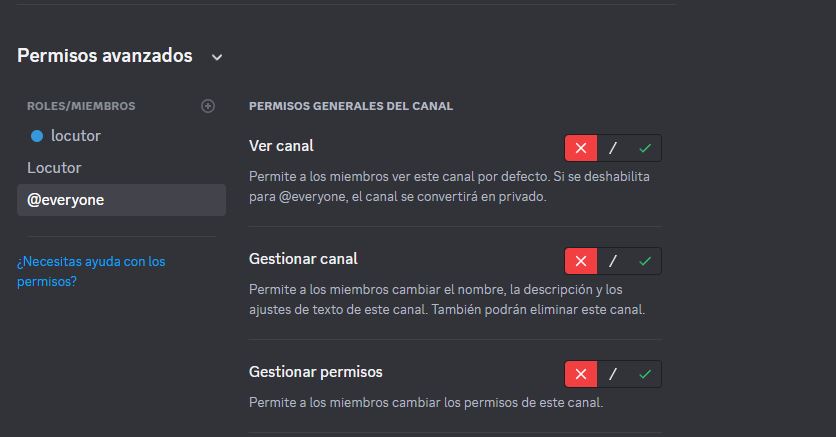 Permisos avanzados
ROLES/MIEMBROS
locutor
Locutor
@everyone
¿Necesitas ayuda con los
permisos?
PERMISOS GENERALES DEL CANAL
Ver canal
Permite a los miembros ver este canal por defecto. Si se deshabilita
para @everyone, el canal se convertirá en privado.
Gestionar canal
Permite a los miembros cambiar el nombre, la descripción y los
ajustes de texto de este canal. También podrán eliminar este canal.
Gestionar permisos
Permite a los miembros cambiar los permisos de este canal.